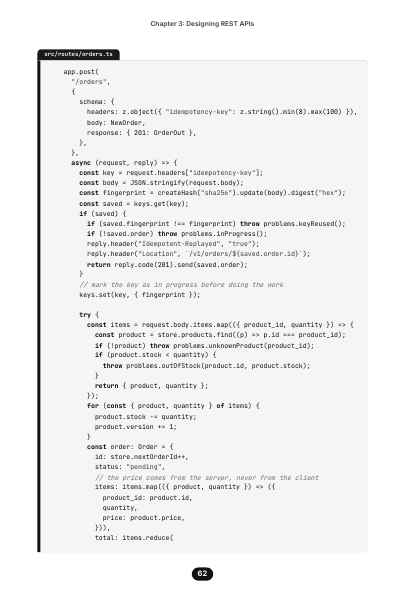 Chapter 3: Designing REST APIs
src/routes/orders.ts
app.post(
"/orders",
{
schema: {
headers: z.object({ "idempotency-key": z.string().min(8).max(100) }),
body: NewOrder,
response: { 201: OrderOut },
},
},
async (request, reply) => {
const key = request.headers["idempotency-key"];
const body = JSON.stringify(request.body);
const fingerprint = createHash("sha256").update(body).digest("hex");
const saved = keys.get(key);
if (saved) {
if (saved.fingerprint !== fingerprint) throw problems.keyReused();
if (!saved.order) throw problems.inProgress();
reply.header("Idempotent-Replayed", "true");
reply.header("Location", `/v1/orders/${saved.order.id}`);
return reply.code(201).send(saved.order);
}
// mark the key as in progress before doing the work
keys.set(key, { fingerprint });
try {
const items = request.body.items.map(({ product_id, quantity }) => {
const product = store.products.find((p) => p.id === product_id);
if (!product) throw problems.unknownProduct(product_id);
if (product.stock < quantity) {
throw problems.outOfStock(product.id, product.stock);
}
return { product, quantity };
});
for (const { product, quantity } of items) {
product.stock -= quantity;
product.version += 1;
}
const order: Order = {
id: store.nextOrderId++,
status: "pending",
// the price comes from the server, never from the client
items: items.map(({ product, quantity }) => ({
product_id: product.id,
quantity,
price: product.price,
})),
total: items.reduce(
62